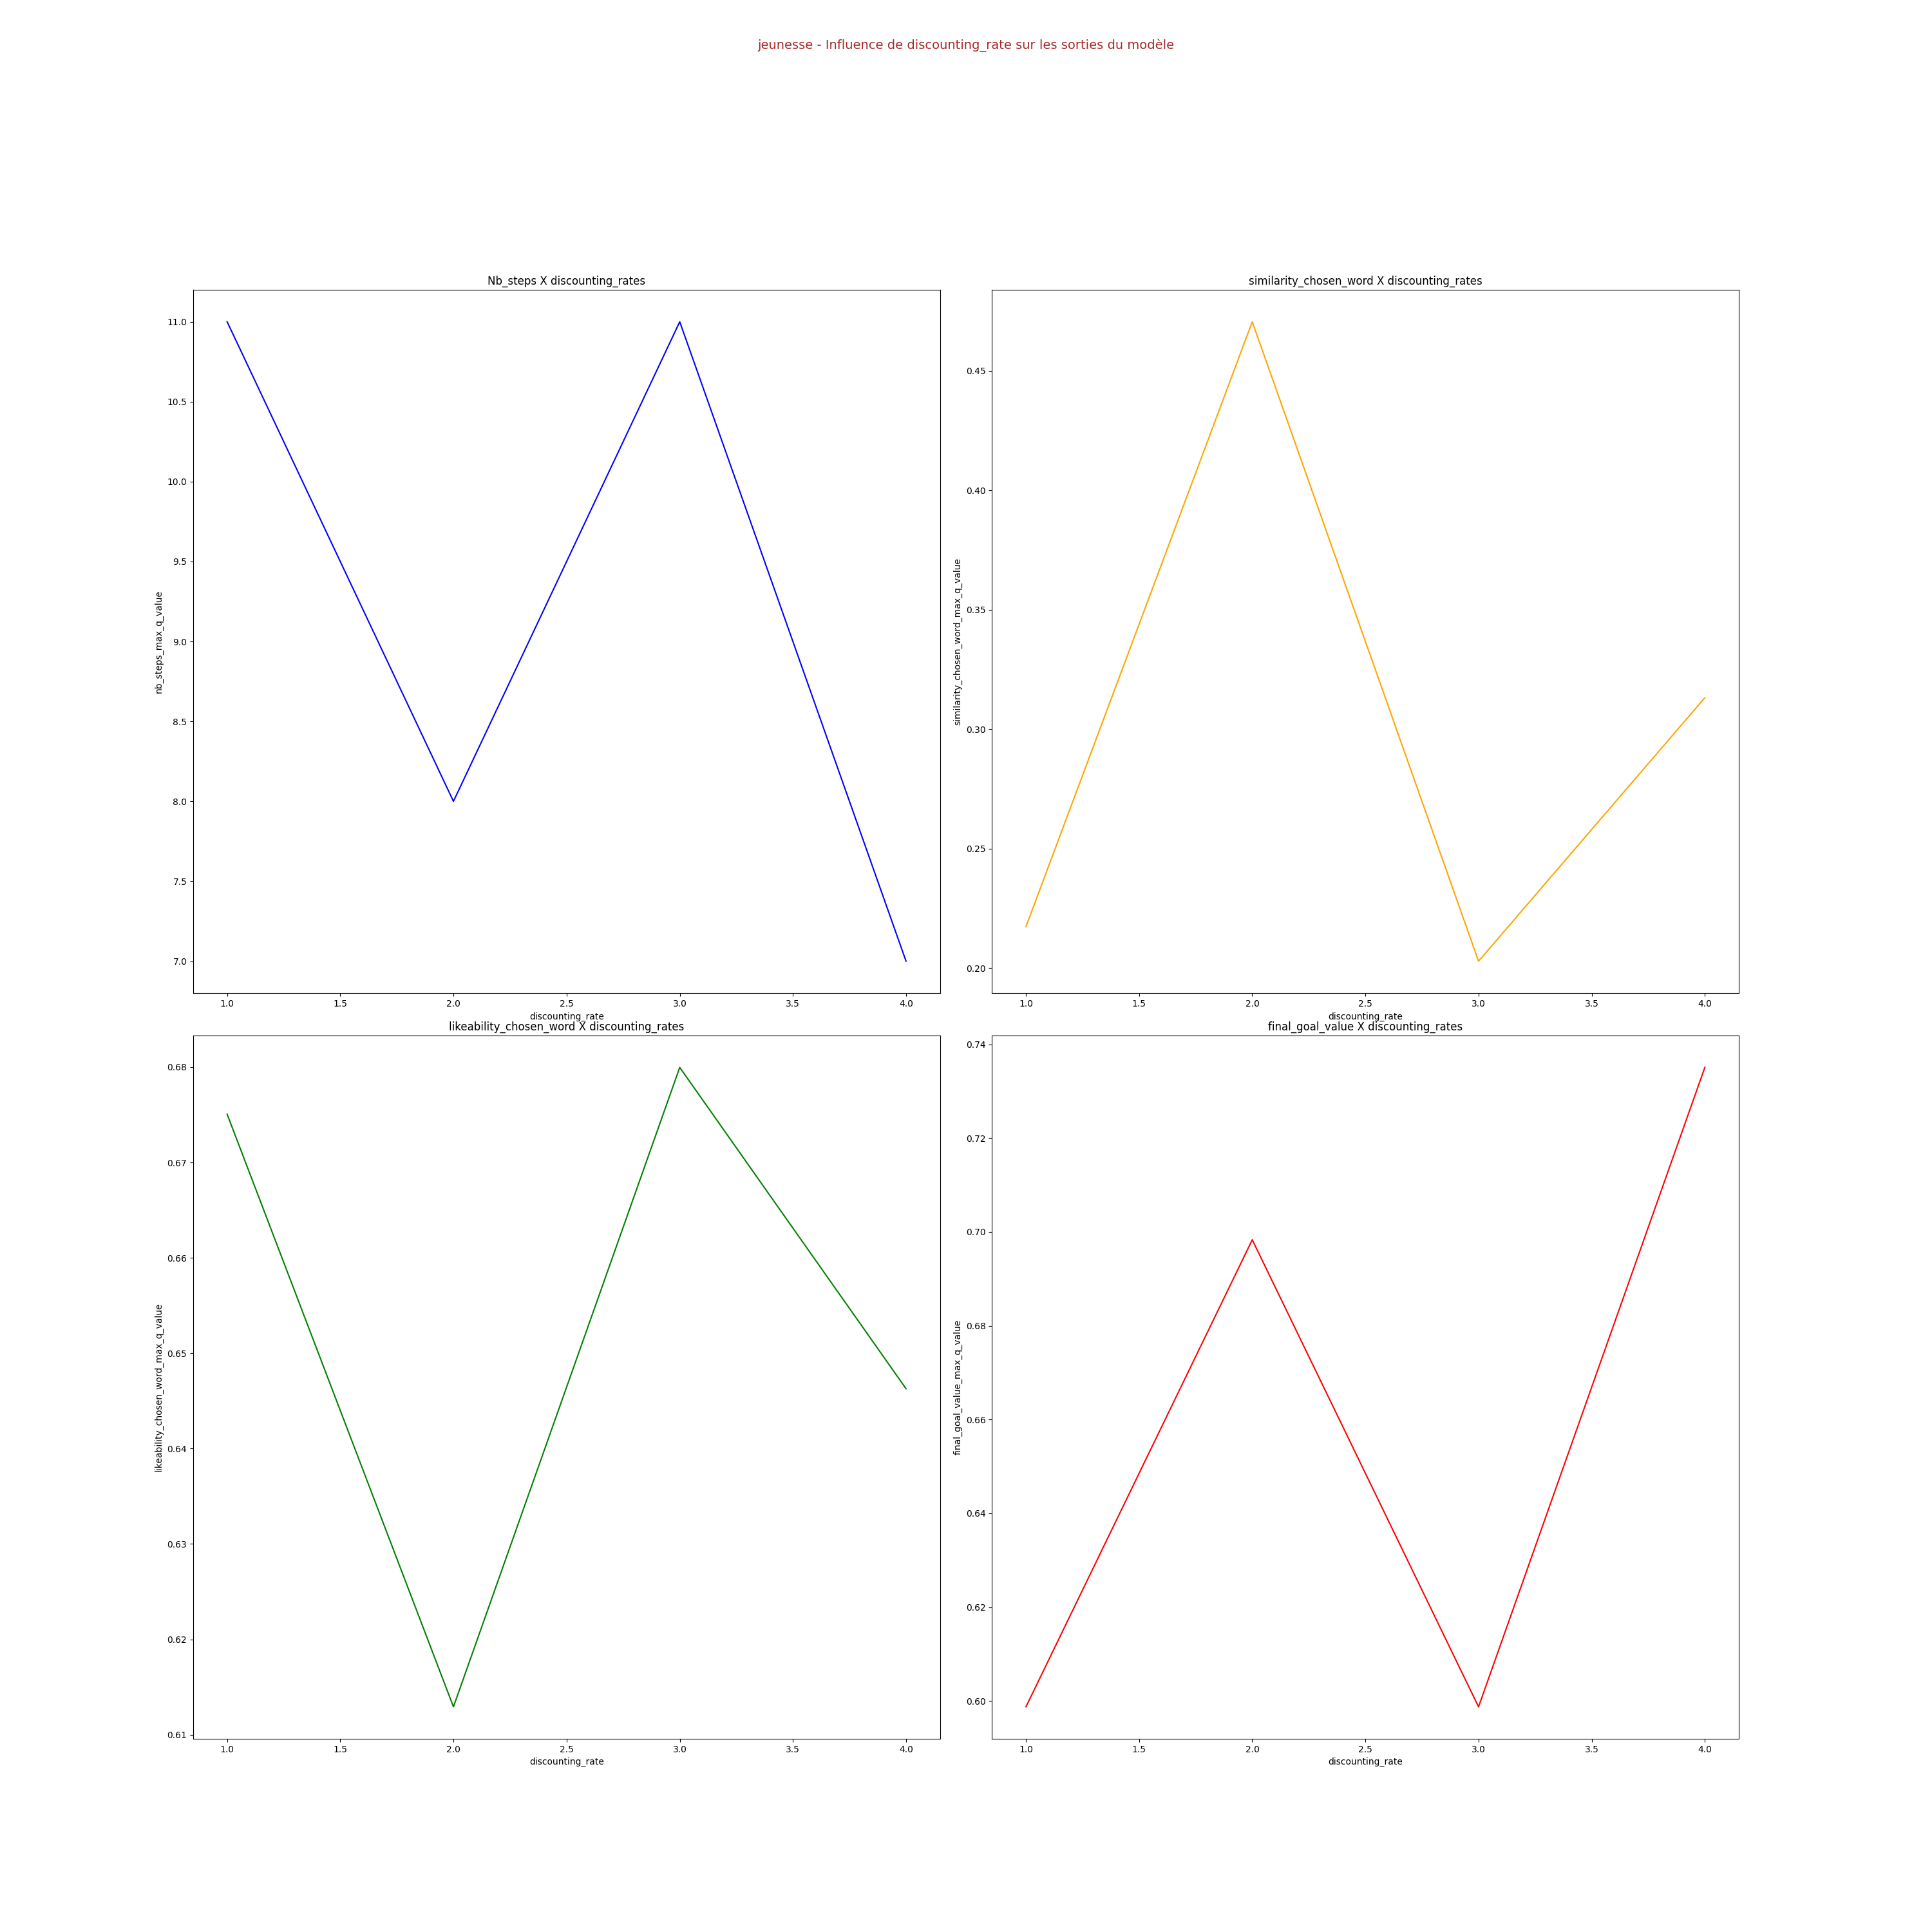 jeunesse - Influence de discounting_rate sur les sorties du modèle
Nb_steps X discounting_rates
nb_steps_max_q_value
11.0
10.5
10.0
9.5
9.0
8.5
8.0
7.5
7.0
1.0 1.5 2.0 2.5 3.0 3.5 4.0
discounting_rate
similarity_chosen_word X discounting_rates
similarity_chosen_word_max_q_value
0.45
0.40
0.35
0.30
0.25
0.20
1.0 1.5 2.0 2.5 3.0 3.5 4.0
discounting_rate
likeability_chosen_word X discounting_rates
likeability_chosen_word_max_q_value
0.68
0.67
0.66
0.65
0.64
0.63
0.62
0.61
1.0 1.5 2.0 2.5 3.0 3.5 4.0
discounting_rate
final_goal_value X discounting_rates
final_goal_value_max_q_value
0.74
0.72
0.70
0.68
0.66
0.64
0.62
0.60
1.0 1.5 2.0 2.5 3.0 3.5 4.0
discounting_rate